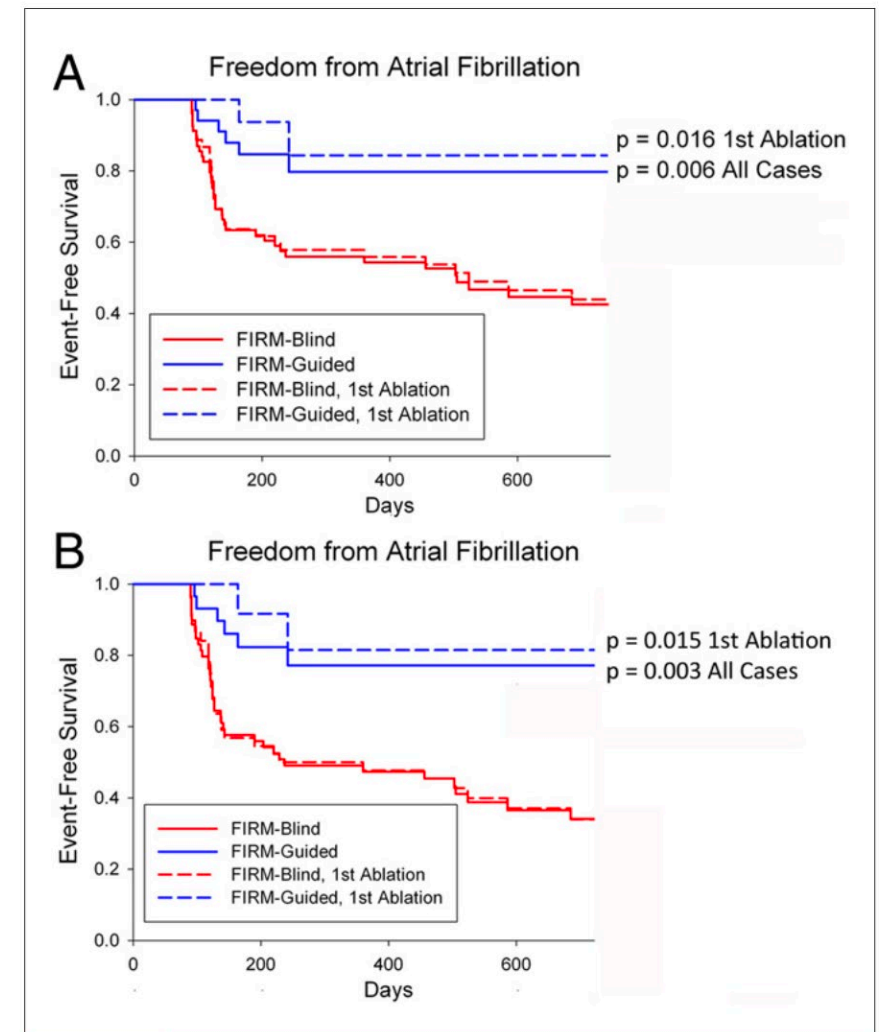 A
Freedom from Atrial Fibrillation
1.0
0.8
0.6
0.4
0.2
0.0
Event-Free Survival
p = 0.016 1st Ablation
p = 0.006 All Cases
FIRM-Blind
FIRM-Guided
FIRM-Blind, 1st Ablation
FIRM-Guided, 1st Ablation
0 200 400 600
Days
B
Freedom from Atrial Fibrillation
1.0
0.8
0.6
0.4
0.2
0.0
Event-Free Survival
p = 0.015 1st Ablation
p = 0.003 All Cases
FIRM-Blind
FIRM-Guided
FIRM-Blind, 1st Ablation
FIRM-Guided, 1st Ablation
0 200 400 600
Days